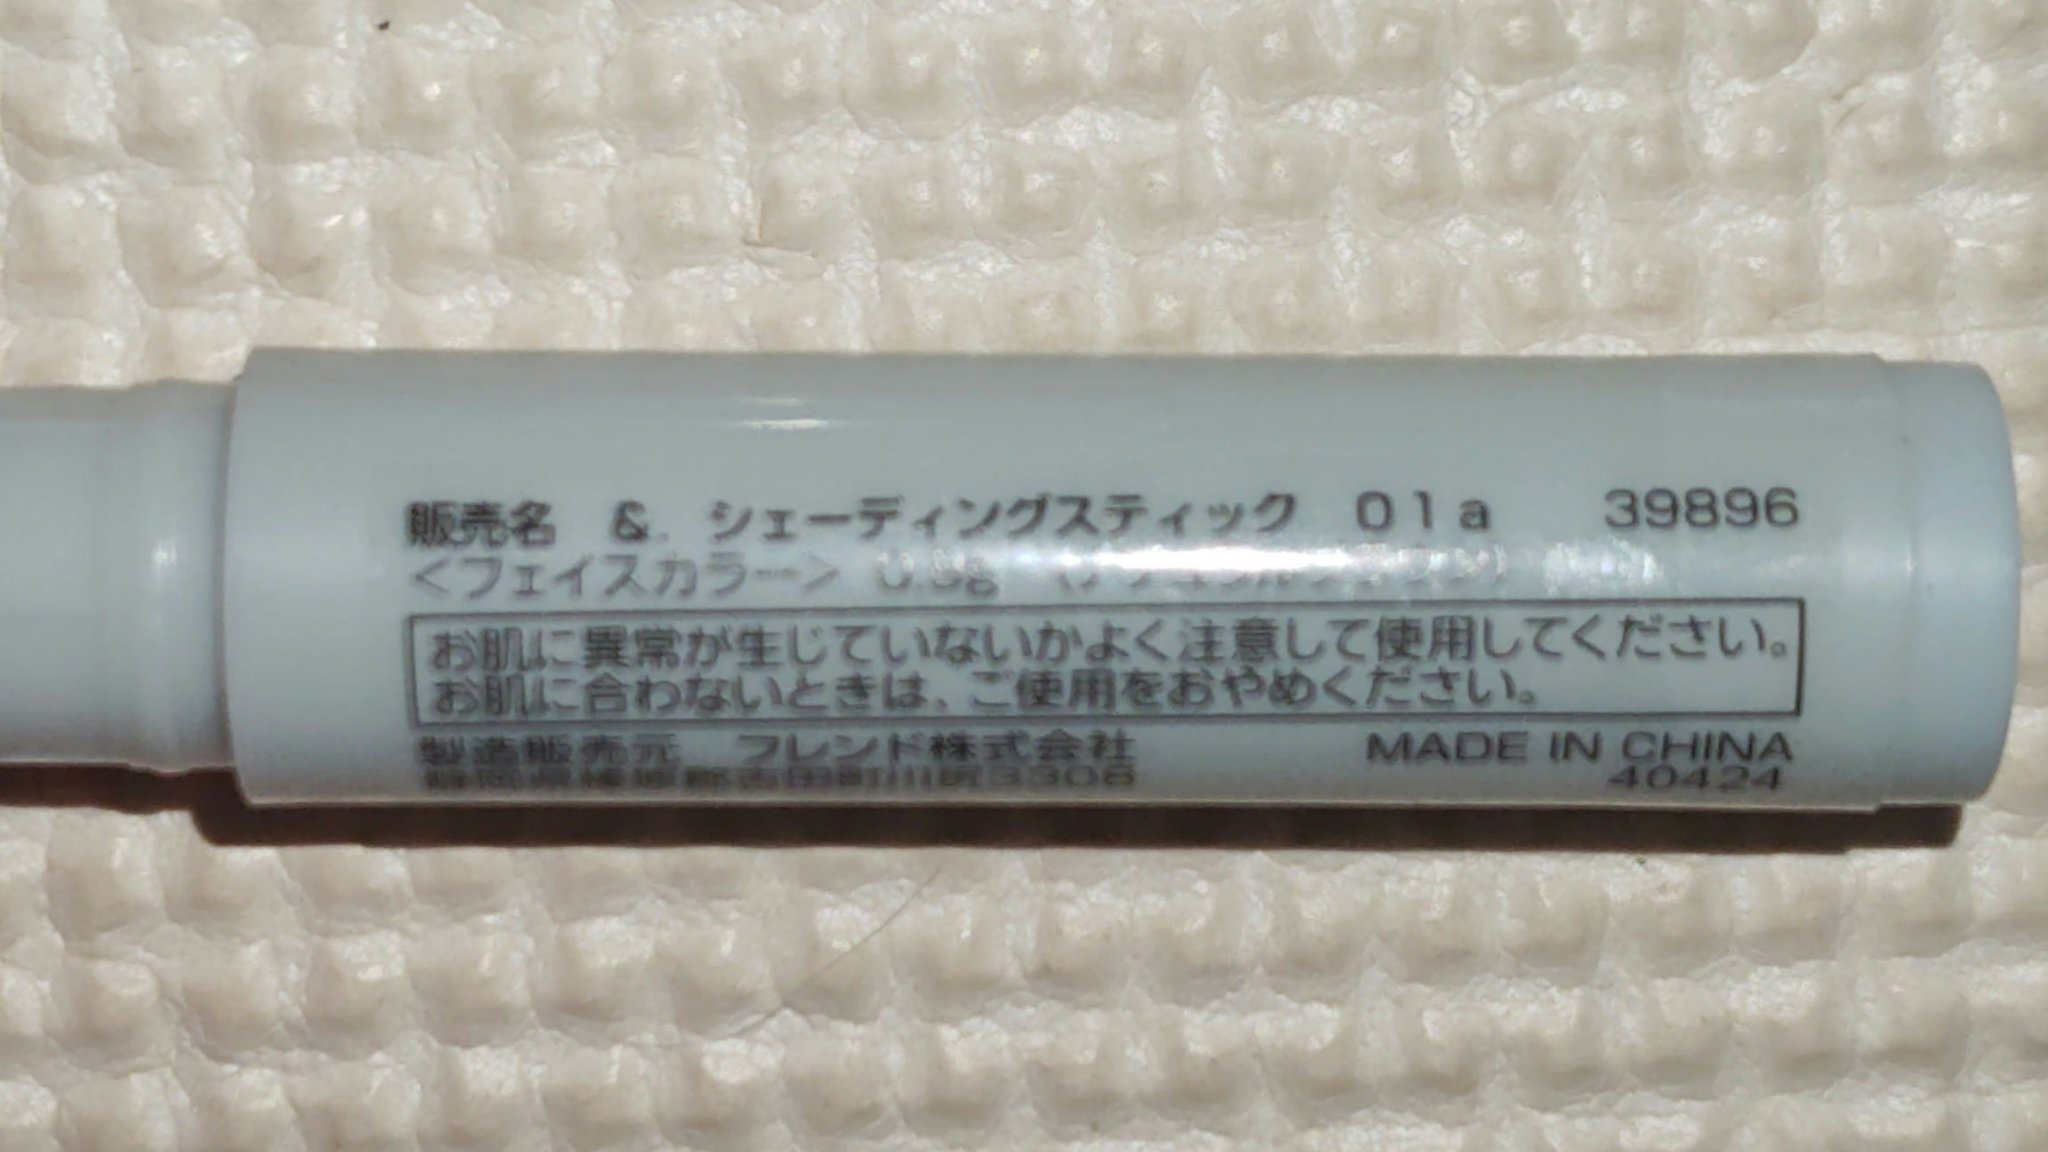 販売名 &. シェーディングスティック 01a 39896
<フェイスカラー>
お肌に異常が生じていないかよく注意して使用してください。
お肌に合わないときは、ご使用をおやめください。
製造販売元 フレンド株式会社 MADE IN CHINA
3308 40424